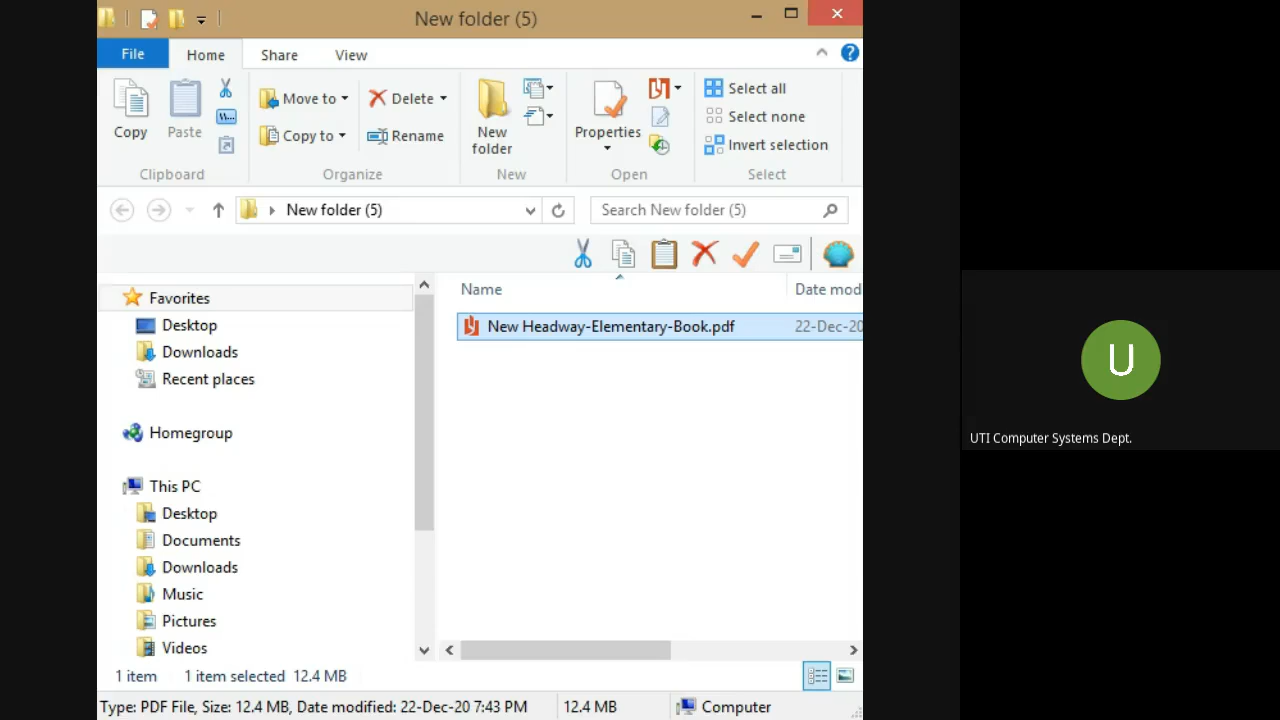 New folder (5)
File Home Share View
Copy
Paste
Move to
Copy to
Delete
Rename
New folder
Properties
Select all
Select none
Invert selection
Clipboard Organize New Open Select
New folder (5)
Search New folder (5)
Favorites
Desktop
Downloads
Recent places
Homegroup
This PC
Desktop
Documents
Downloads
Music
Pictures
Videos
Name Date mod
New Headway-Elementary-Book.pdf 22-Dec-20
1 item 1 item selected 12.4 MB
Type: PDF File, Size: 12.4 MB, Date modified: 22-Dec-20 7:43 PM 12.4 MB Computer
U
UTI Computer Systems Dept.